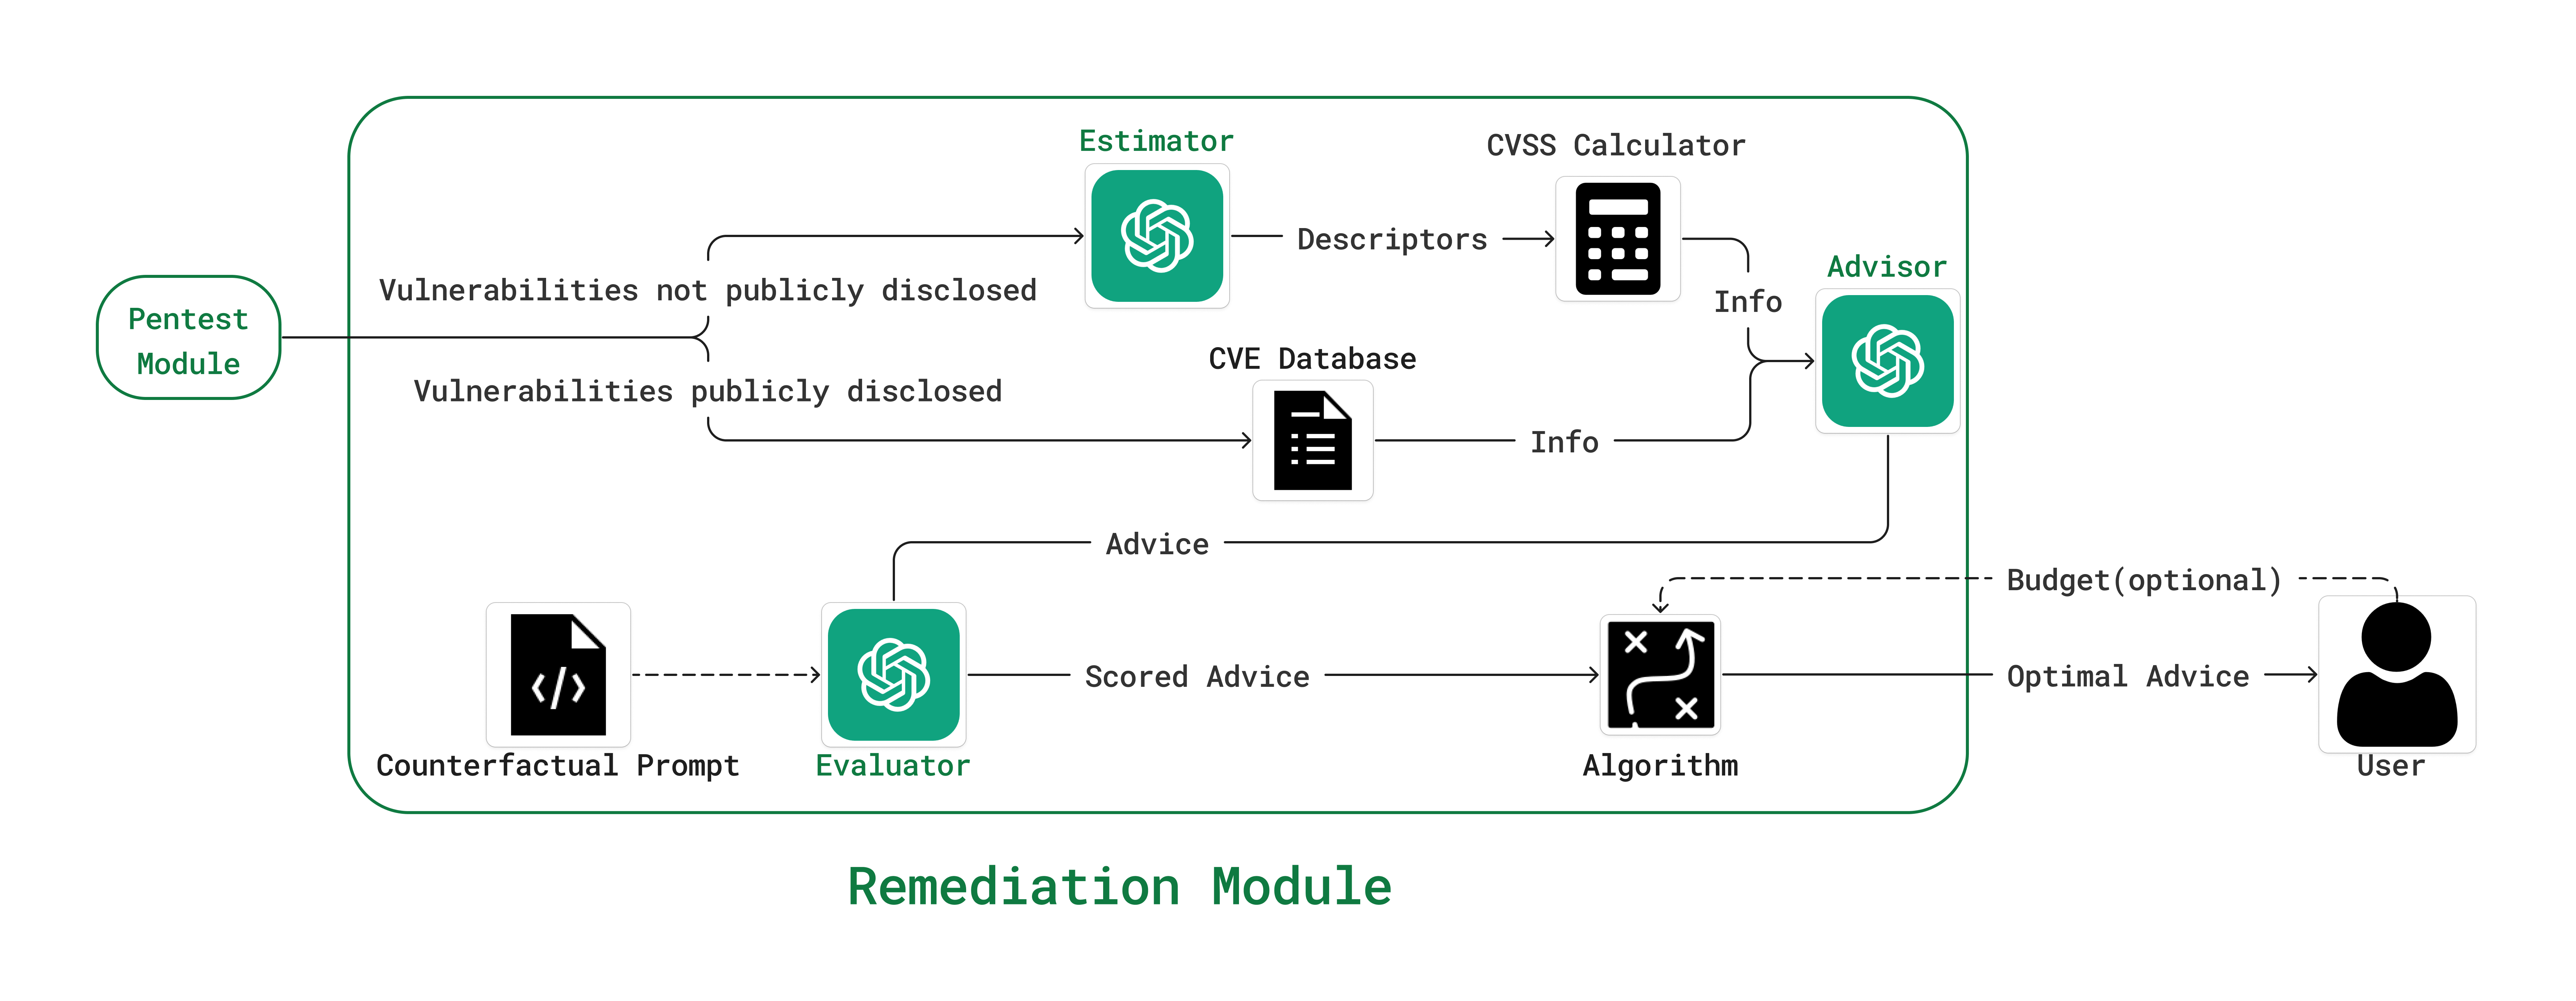 Estimator
CVSS Calculator
Descriptors
Advisor
Vulnerabilities not publicly disclosed
Info
Pentest
Module
CVE Database
Vulnerabilities publicly disclosed
Info
Advice
Budget(optional)
Scored Advice
Optimal Advice
Counterfactual Prompt
Evaluator
Algorithm
User
Remediation Module